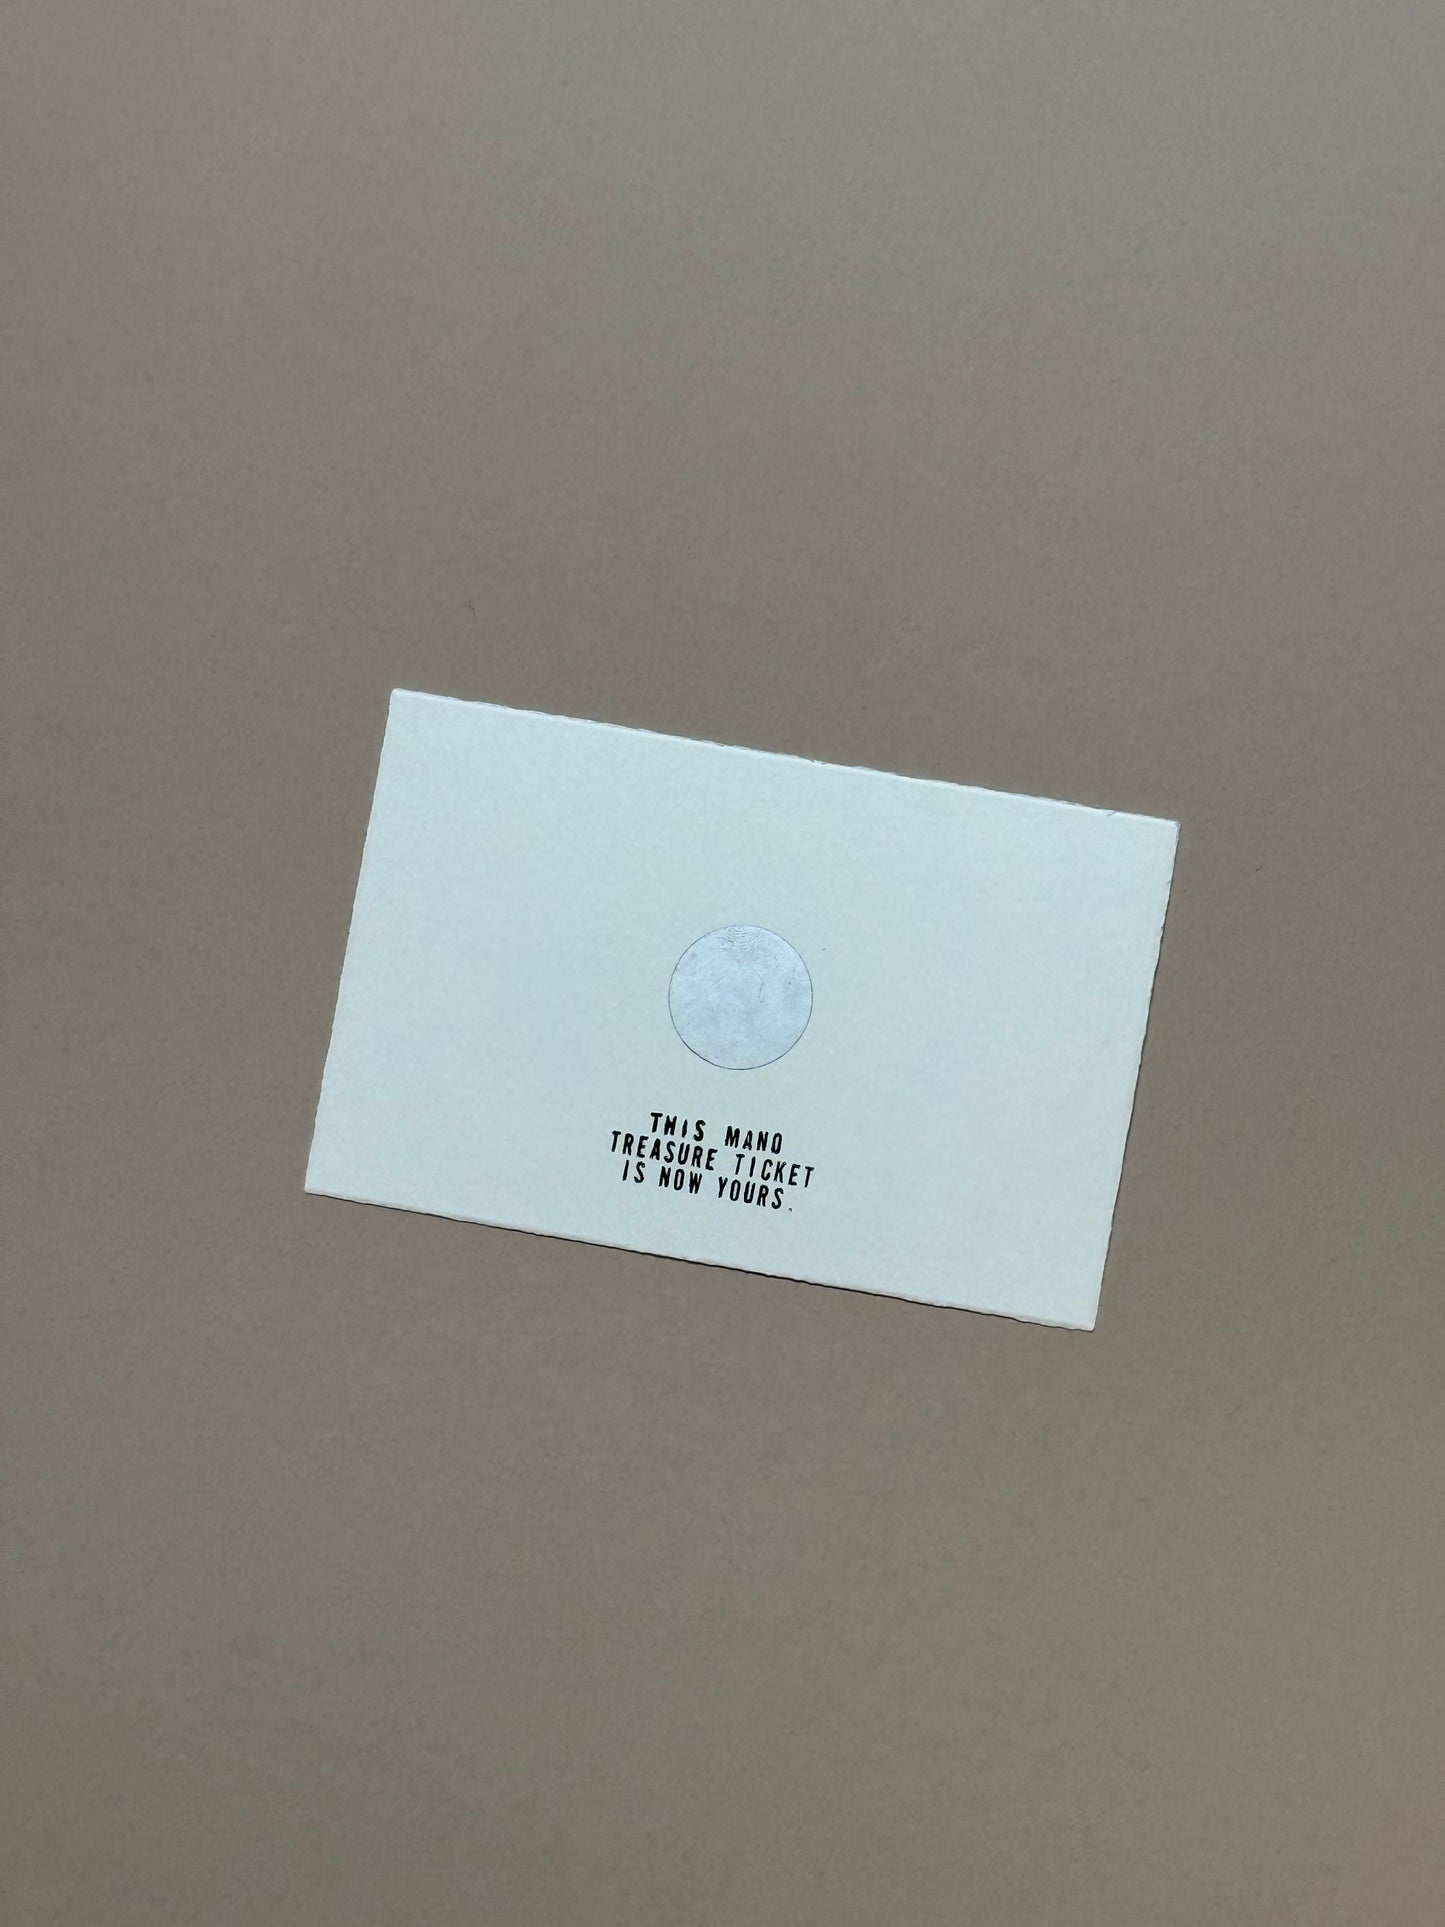 THIS MANO
TREASURE TICKET
IS NOW YOURS.